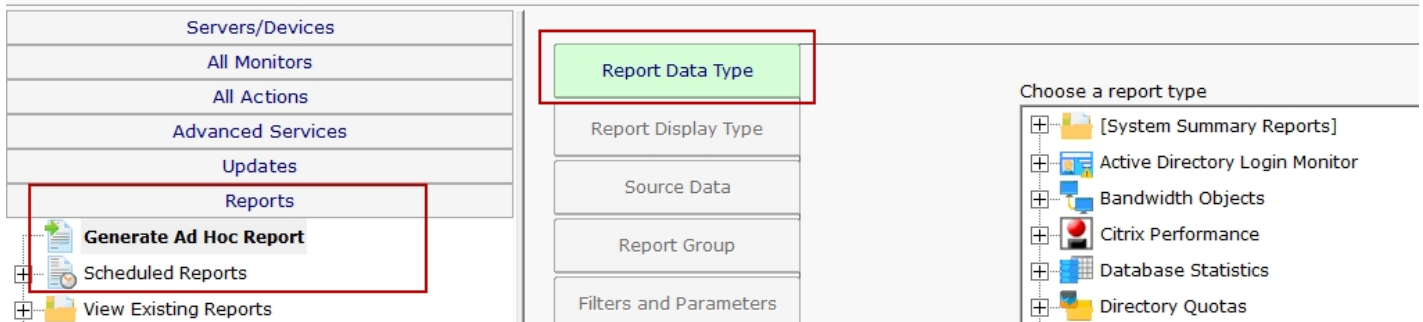 Servers/Devices
All Monitors
All Actions
Advanced Services
Updates
Reports
Generate Ad Hoc Report
Scheduled Reports
View Existing Reports
Report Data Type
Report Display Type
Source Data
Report Group
Filters and Parameters
Choose a report type
[System Summary Reports]
Active Directory Login Monitor
Bandwidth Objects
Citrix Performance
Database Statistics
Directory Quotas